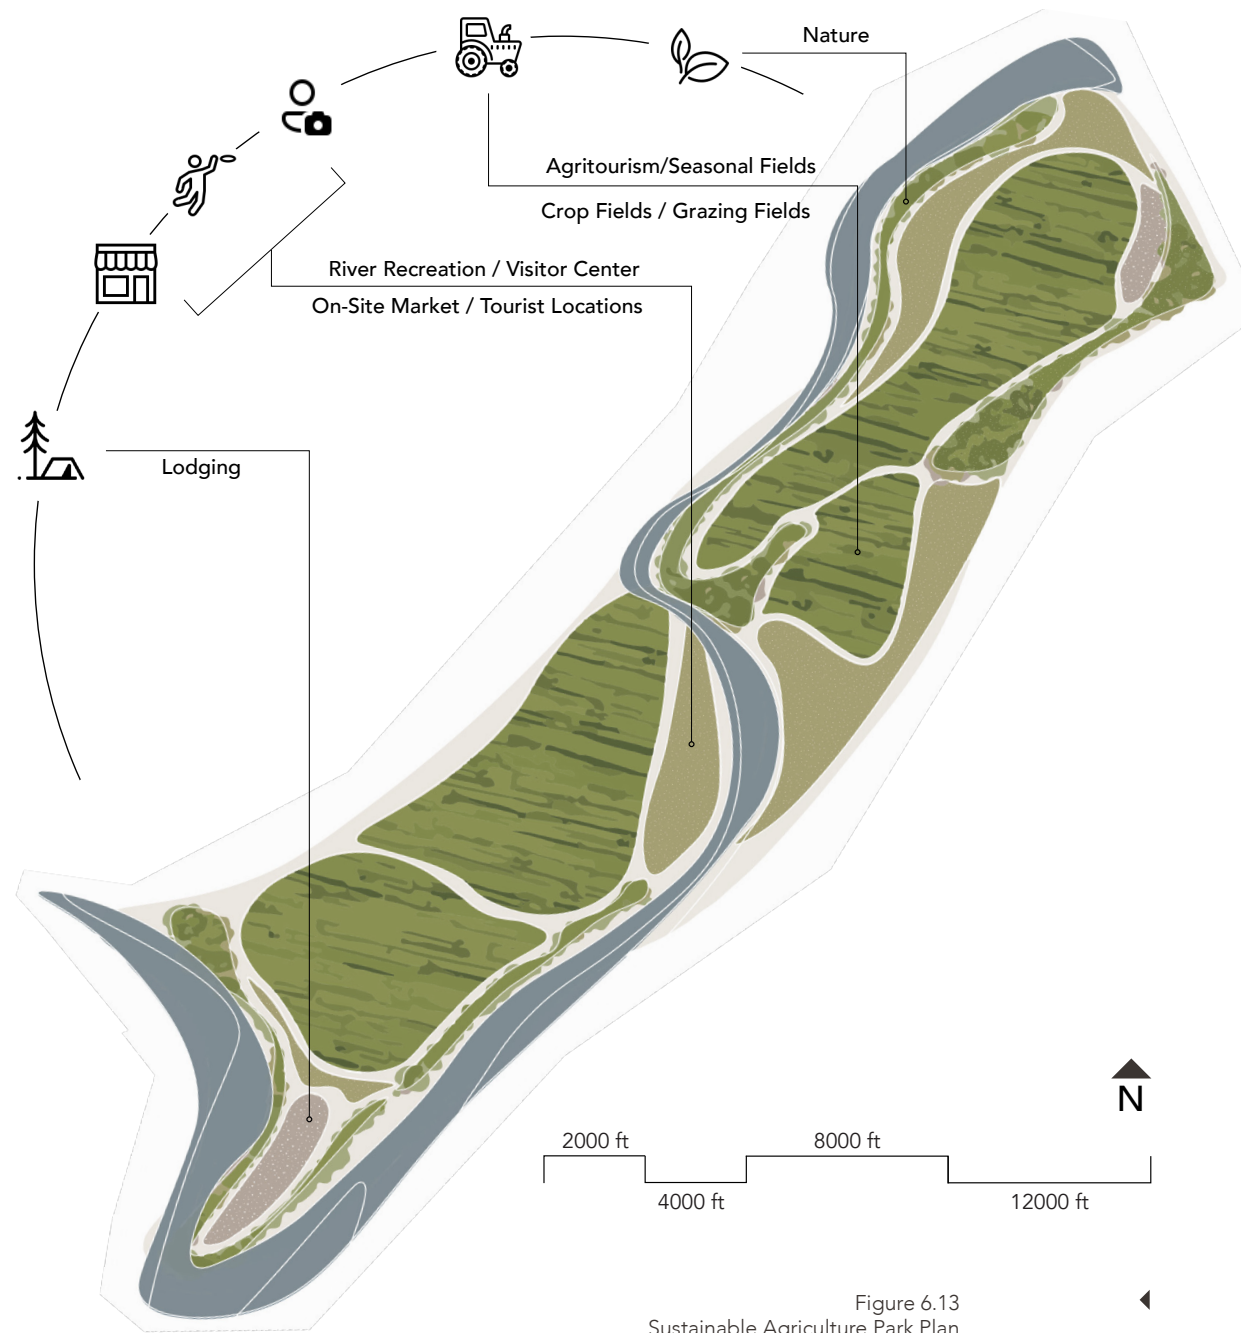 Nature
Agritourism/Seasonal Fields
Crop Fields / Grazing Fields
River Recreation / Visitor Center
On-Site Market / Tourist Locations
Lodging
N
2000 ft
8000 ft
4000 ft
12000 ft
Figure 6.13
Sustainable Agriculture Park Plan